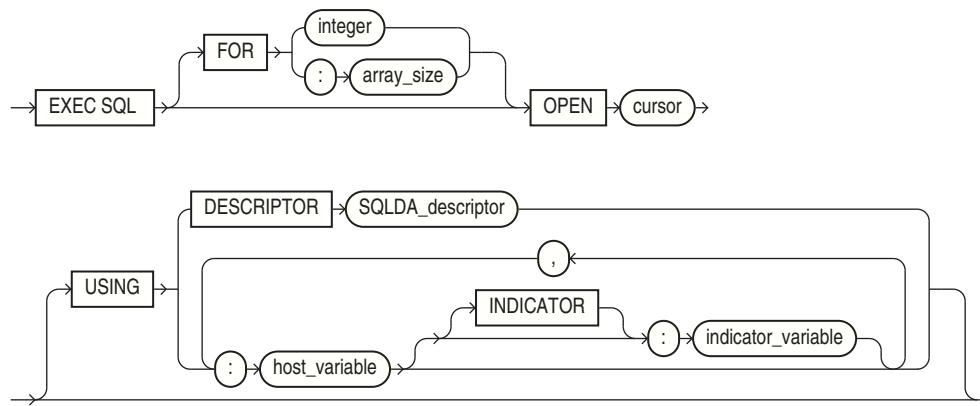 integer
FOR
: array_size
EXEC SQL OPEN cursor
DESCRIPTOR SQLDA_descriptor
,
USING INDICATOR
: indicator_variable
: host_variable